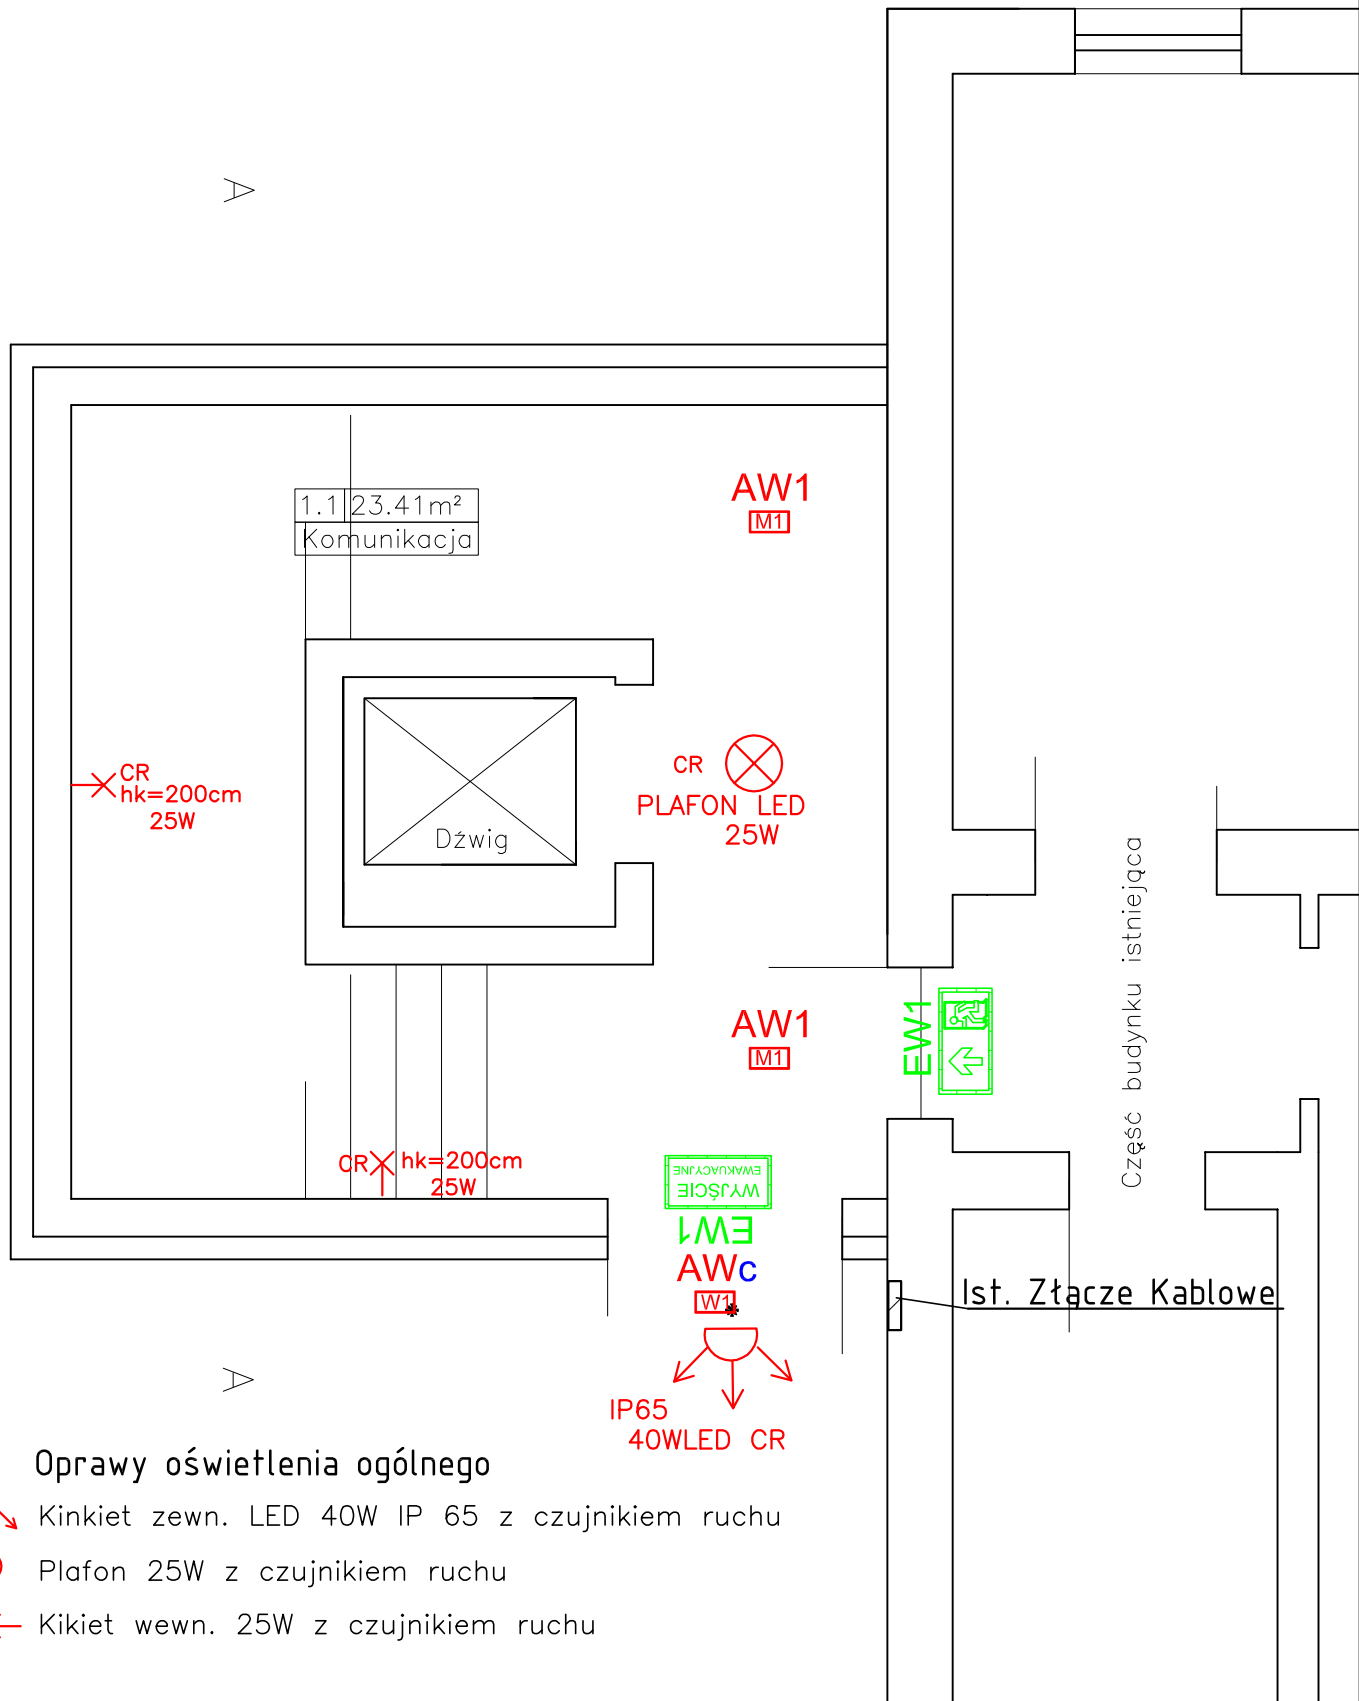 A
AW1
M1
1.1 23.41m²
Komunikacja
CR
hk=200cm
25W
CR
PLAFON LED
25W
Dźwig
Część budynku istniejąca
AW1
M1
EW1
CR hk=200cm
25W
WYJŚCIE
EWAKUACYJNE
EW1
AWc
W1
Ist. Złącze Kablowe
A
IP65
40WLED CR
Oprawy oświetlenia ogólnego
Kinkiet zewn. LED 40W IP 65 z czujnikiem ruchu
Plafon 25W z czujnikiem ruchu
Kikiet wewn. 25W z czujnikiem ruchu